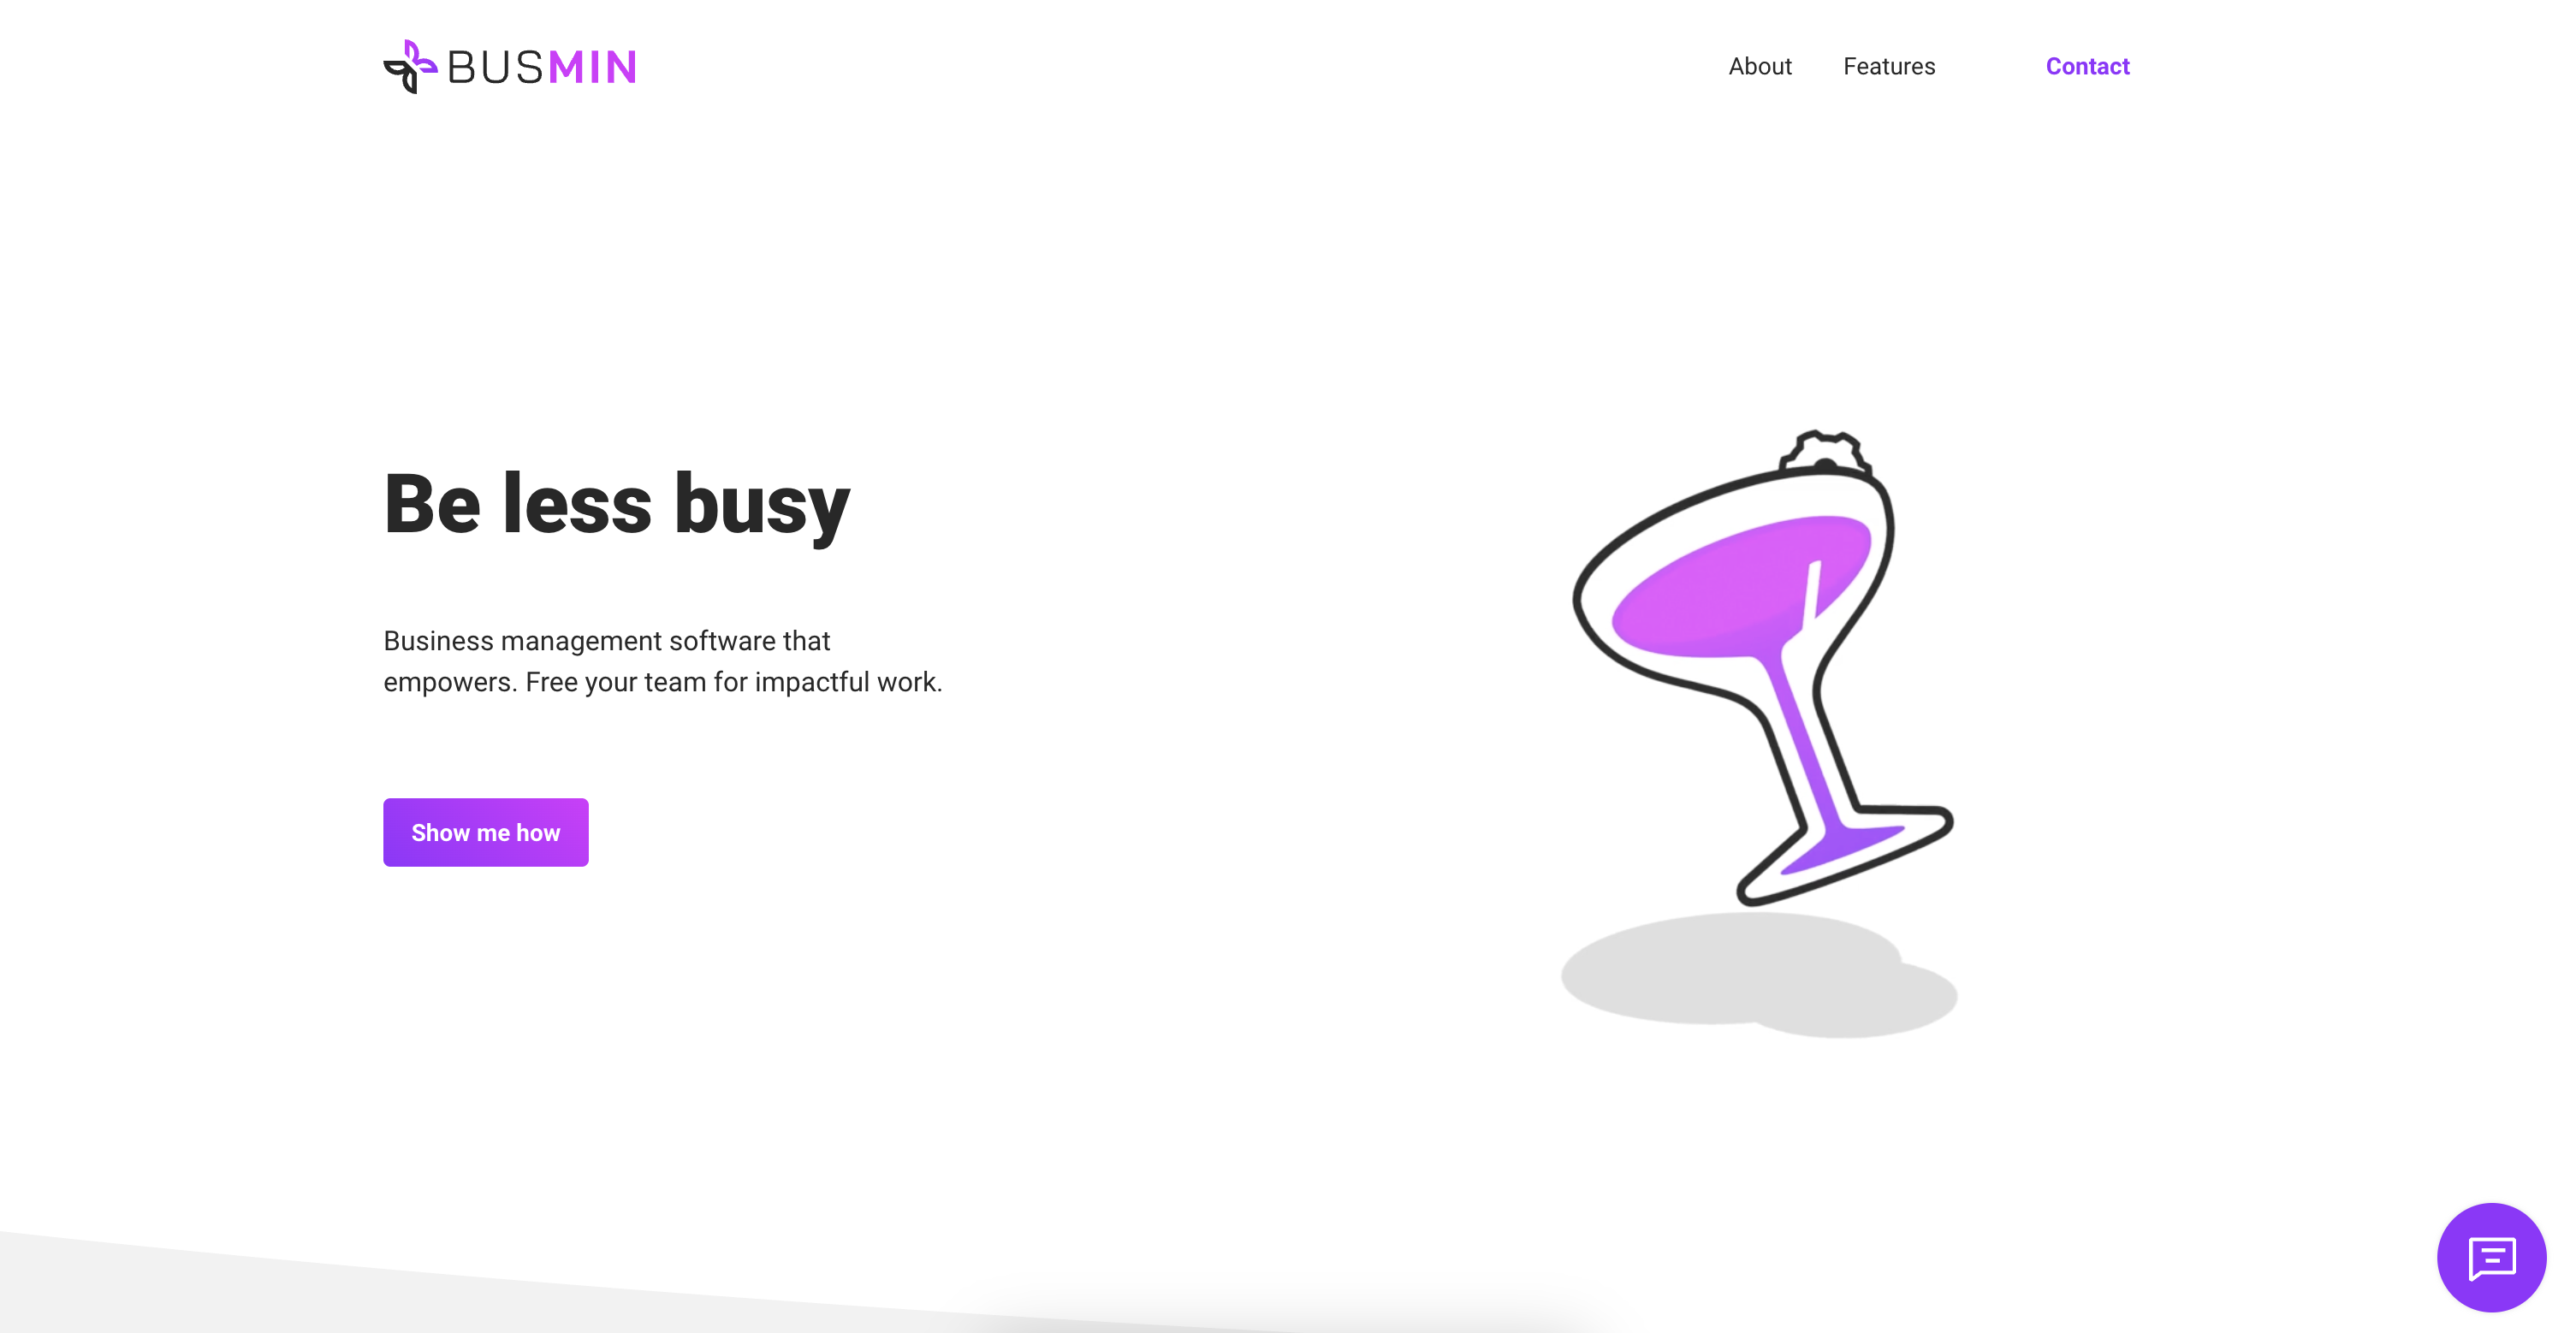 BUSMIN
About
Features
Contact
Be less busy
Business management software that
empowers. Free your team for impactful work.
Show me how